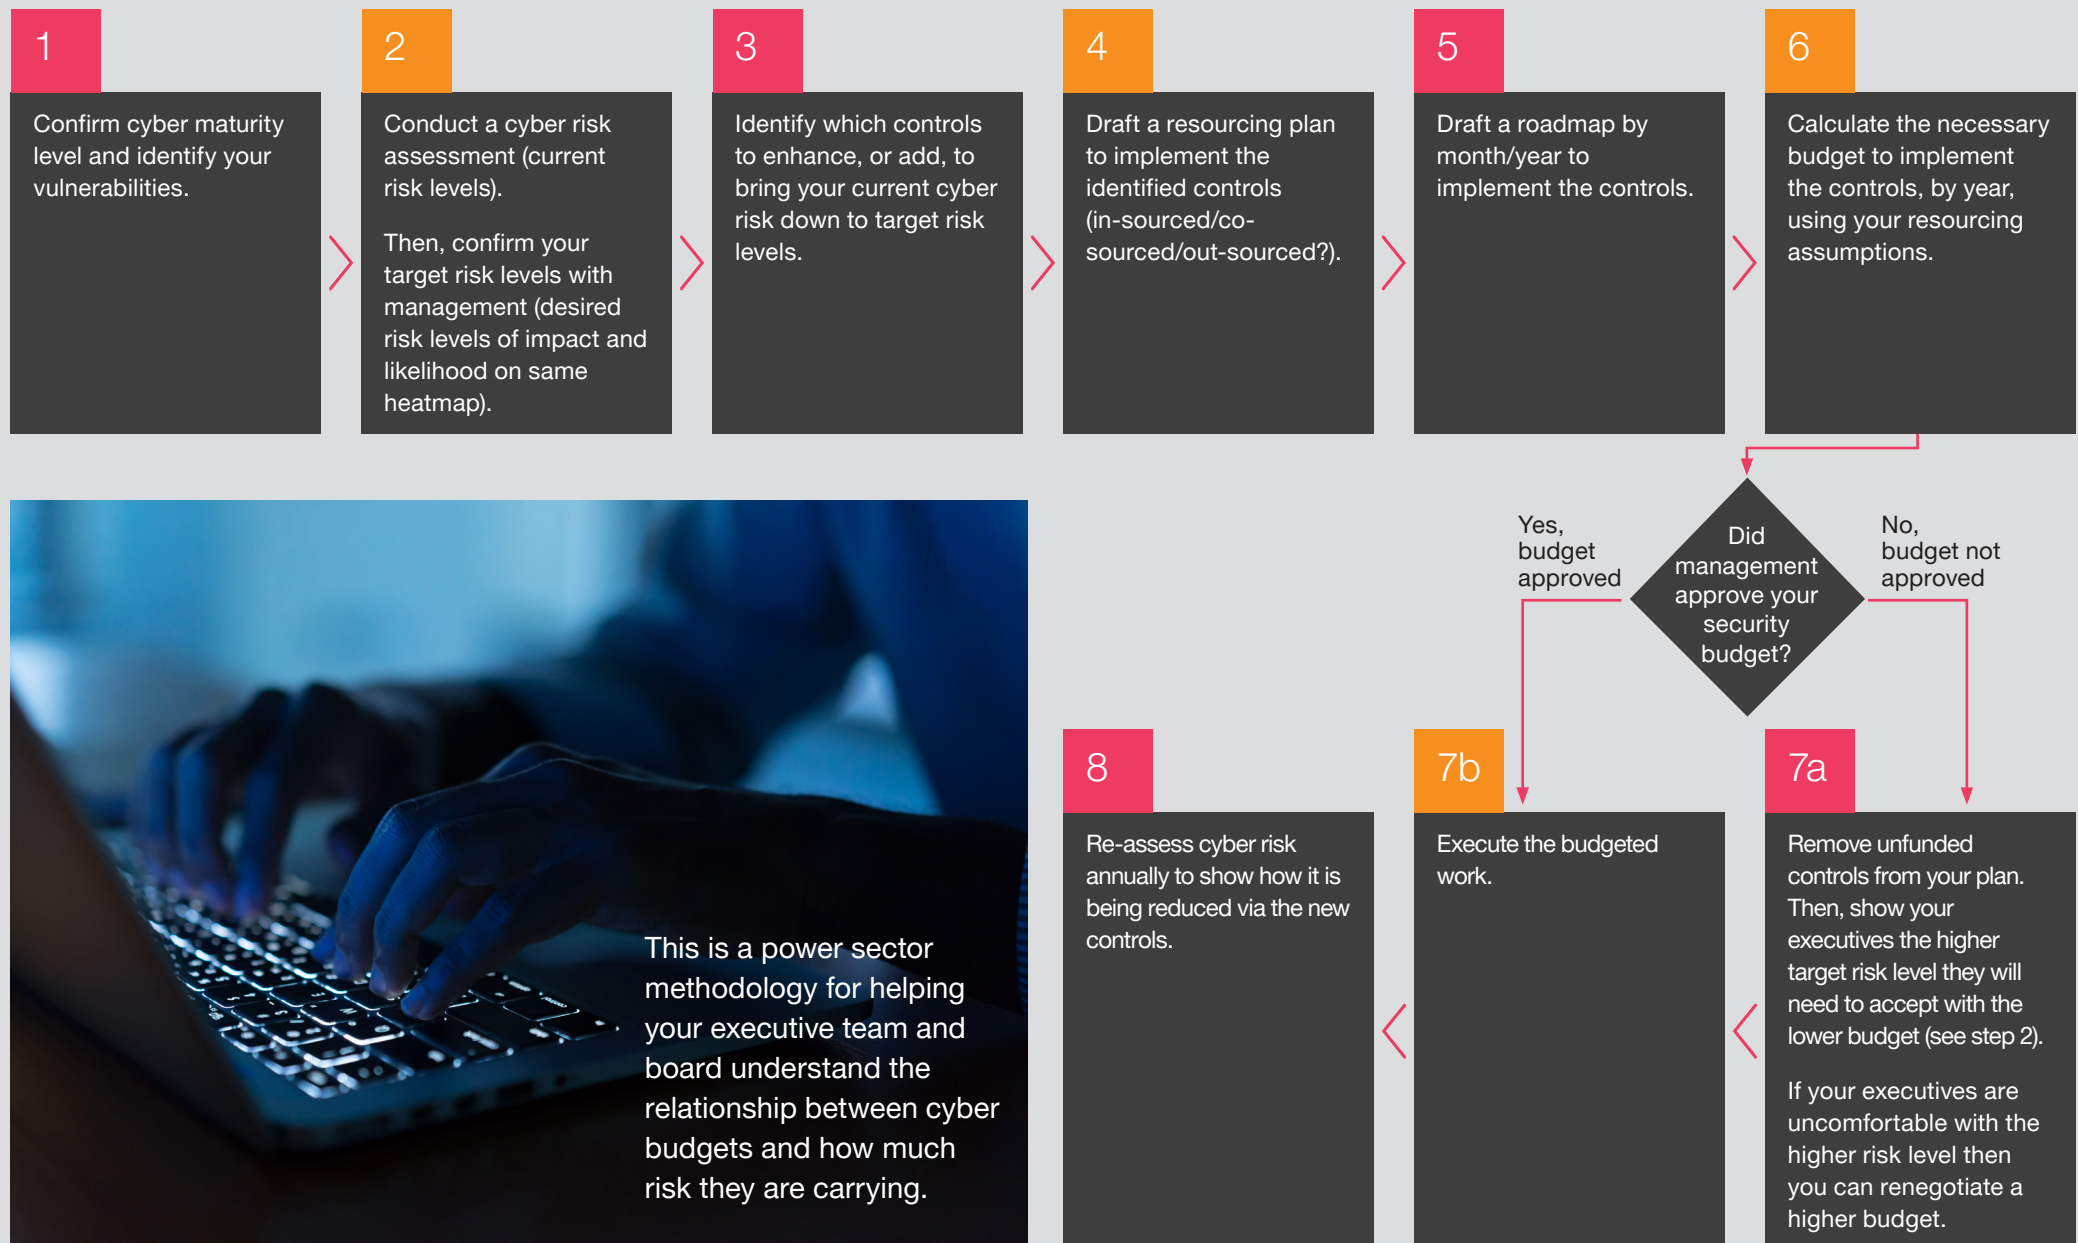 1
Confirm cyber maturity
level and identify your
vulnerabilities.
2
Conduct a cyber risk
assessment (current
risk levels).
Then, confirm your
target risk levels with
management (desired
risk levels of impact and
likelihood on same
heatmap).
3
Identify which controls
to enhance, or add, to
bring your current cyber
risk down to target risk
levels.
4
Draft a resourcing plan
to implement the
identified controls
(in-sourced/co-
sourced/out-sourced?).
5
Draft a roadmap by
month/year to
implement the controls.
6
Calculate the necessary
budget to implement
the controls, by year,
using your resourcing
assumptions.
Did
management
approve your
security
budget?
Yes,
budget
approved
No,
budget not
approved
7a
Remove unfunded
controls from your plan.
Then, show your
executives the higher
target risk level they will
need to accept with the
lower budget (see step 2).
If your executives are
uncomfortable with the
higher risk level then
you can renegotiate a
higher budget.
7b
Execute the budgeted
work.
8
Re-assess cyber risk
annually to show how it is
being reduced via the new
controls.
This is a power sector
methodology for helping
your executive team and
board understand the
relationship between cyber
budgets and how much
risk they are carrying.